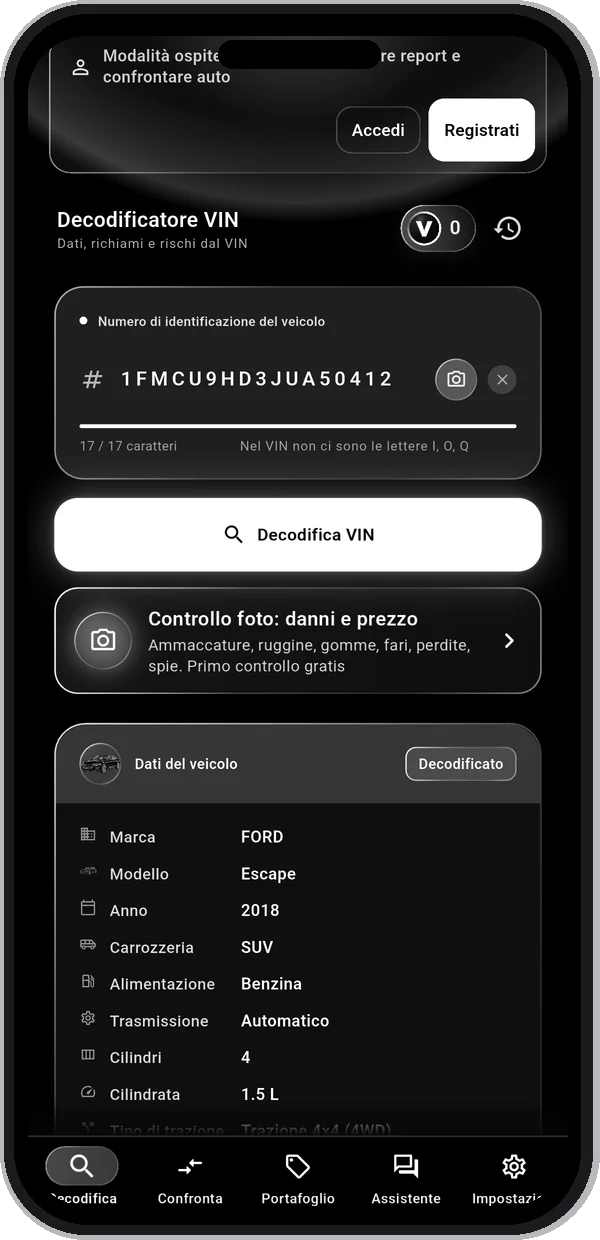 Modalità ospite re report e
confrontare auto
Accedi
Registrati
Decodificatore VIN
Dati, richiami e rischi dal VIN
V 0
Numero di identificazione del veicolo
# 1FMCU9HD3JUA50412
17 / 17 caratteri
Nel VIN non ci sono le lettere I, O, Q
Decodifica VIN
Controllo foto: danni e prezzo
Ammaccature, ruggine, gomme, fari, perdite,
spie. Primo controllo gratis
Dati del veicolo
Decodificato
Marca FORD
Modello Escape
Anno 2018
Carrozzeria SUV
Alimentazione Benzina
Trasmissione Automatico
Cilindri 4
Cilindrata 1.5 L
Tipo di trazione Trazione 4x4 (4WD)
Decodifica
Confronta
Portafoglio
Assistente
Impostazio